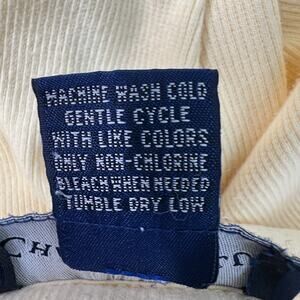 MACHINE WASH COLD
GENTLE CYCLE
WITH LIKE COLORS
ONLY NON-CHLORINE
BLEACH WHEN NEEDED
TUMBLE DRY LOW